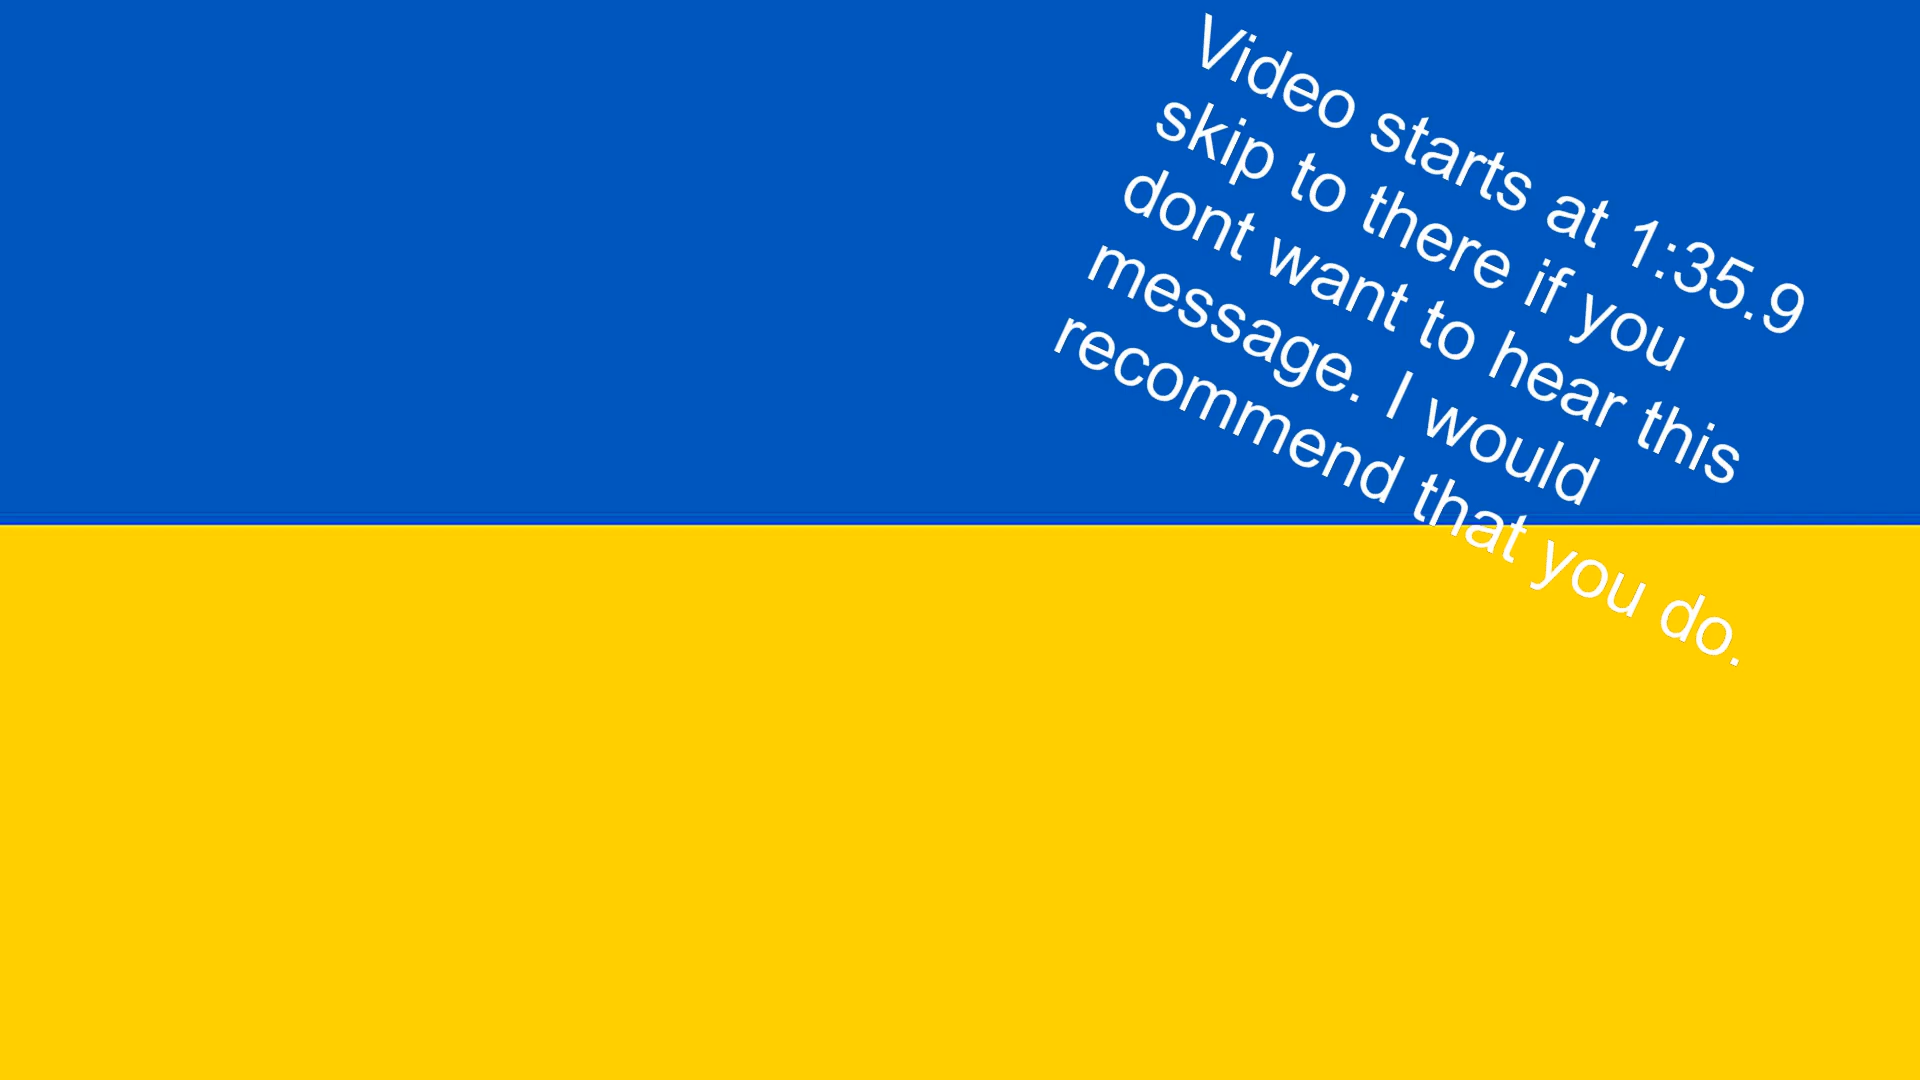 Video starts at 1:35.9
skip to there if you
dont want to hear this
message. I would
recommend that you do.